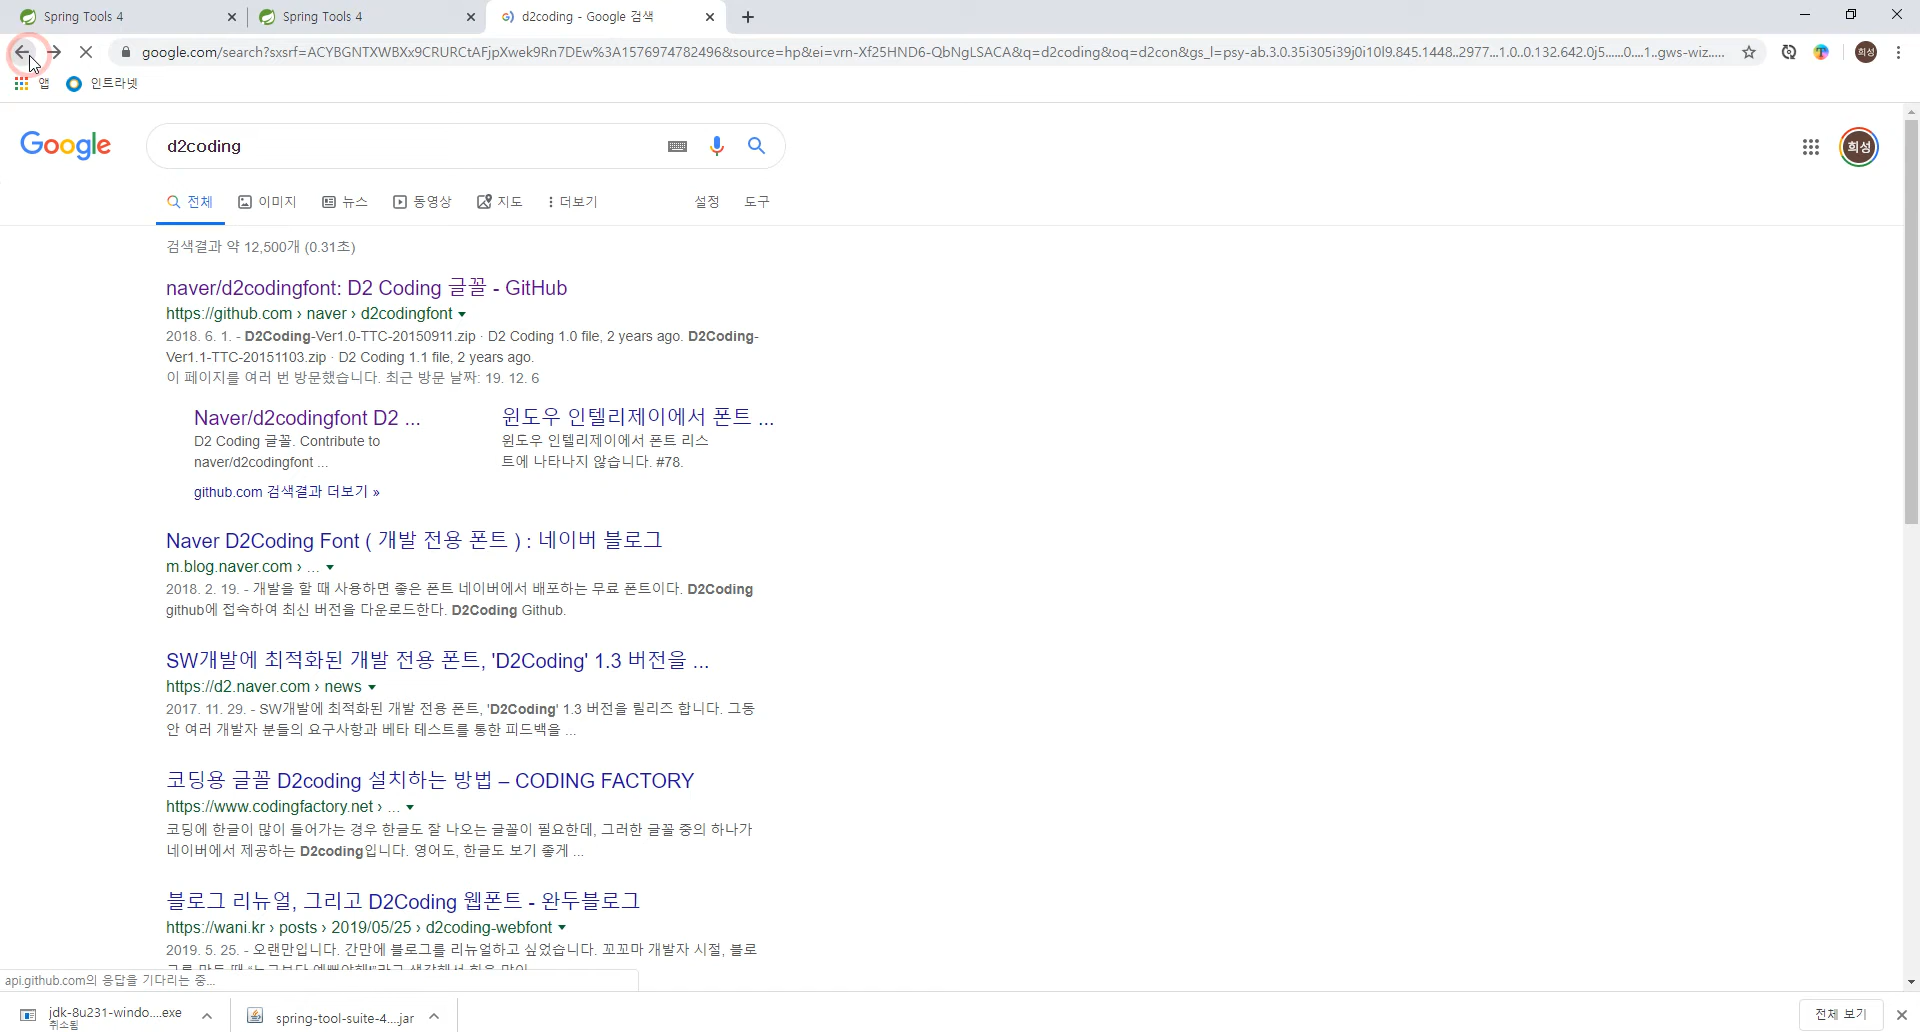 Spring Tools 4
Spring Tools 4
d2coding - Google 검색
google.com/search?sxsrf=ACYBGNTXWBXx9CRURCtAFjpXwek9Rn7DEw%3A1576974782496&source=hp&ei=vrn-Xf25HND6-QbNgLSACA&q=d2coding&oq=d2con&gs_l=psy-ab.3.0.35i305i39j0i10l9.845.1448..2977...1.0..0.132.642.0j5......0....1..gws-wiz.....
희성
앱
인트라넷
Google
d2coding
희성
전체
이미지
뉴스
동영상
지도
더보기
설정
도구
검색결과 약 12,500개 (0.31초)
naver/d2codingfont: D2 Coding 글꼴 - GitHub
https://github.com › naver › d2codingfont
2018. 6. 1. - D2Coding-Ver1.0-TTC-20150911.zip · D2 Coding 1.0 file, 2 years ago. D2Coding-
Ver1.1-TTC-20151103.zip · D2 Coding 1.1 file, 2 years ago.
이 페이지를 여러 번 방문했습니다. 최근 방문 날짜: 19. 12. 6
Naver/d2codingfont D2 ...
D2 Coding 글꼴. Contribute to
naver/d2codingfont ...
윈도우 인텔리제이에서 폰트 ...
윈도우 인텔리제이에서 폰트 리스
트에 나타나지 않습니다. #78.
github.com 검색결과 더보기 »
Naver D2Coding Font ( 개발 전용 폰트 ) : 네이버 블로그
m.blog.naver.com › ...
2018. 2. 19. - 개발을 할 때 사용하면 좋은 폰트 네이버에서 배포하는 무료 폰트이다. D2Coding
github에 접속하여 최신 버전을 다운로드한다. D2Coding Github.
SW개발에 최적화된 개발 전용 폰트, 'D2Coding' 1.3 버전을 ...
https://d2.naver.com › news
2017. 11. 29. - SW개발에 최적화된 개발 전용 폰트, 'D2Coding' 1.3 버전을 릴리즈 합니다. 그동
안 여러 개발자 분들의 요구사항과 베타 테스트를 통한 피드백을 ...
코딩용 글꼴 D2coding 설치하는 방법 – CODING FACTORY
https://www.codingfactory.net › ...
코딩에 한글이 많이 들어가는 경우 한글도 잘 나오는 글꼴이 필요한데, 그러한 글꼴 중의 하나가
네이버에서 제공하는 D2coding입니다. 영어도, 한글도 보기 좋게 ...
블로그 리뉴얼, 그리고 D2Coding 웹폰트 - 완두블로그
https://wani.kr › posts › 2019/05/25 › d2coding-webfont
2019. 5. 25. - 오랜만입니다. 간만에 블로그를 리뉴얼하고 싶었습니다. 꼬꼬마 개발자 시절, 블로
api.github.com의 응답을 기다리는 중...
jdk-8u231-windo....exe
취소됨
spring-tool-suite-4....jar
전체 보기